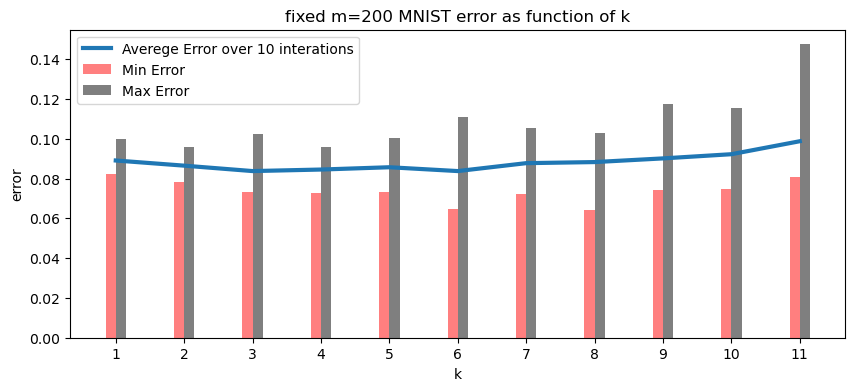 fixed m=200 MNIST error as function of k
Averege Error over 10 interations
Min Error
Max Error
0.14
0.12
0.10
0.08
0.06
0.04
0.02
0.00
error
1 2 3 4 5 6 7 8 9 10 11
k